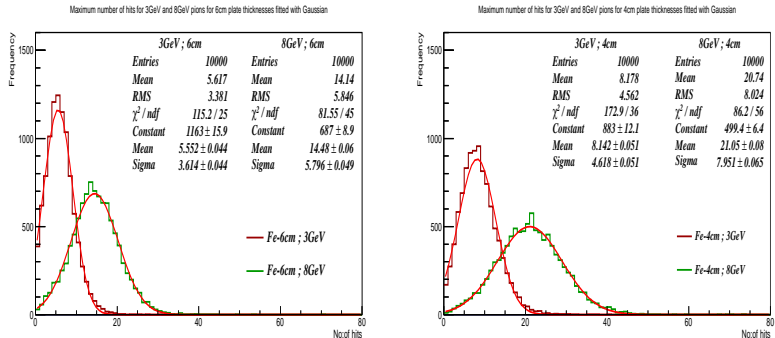 Maximum number of hits for 3GeV and 8GeV pions for 6cm plate thicknesses fitted with Gaussian
Frequency
1500
1000
500
0
0 20 40 60 80
No:of hits
3GeV ; 6cm
Entries 10000
Mean 5.617
RMS 3.381
χ² / ndf 115.2 / 25
Constant 1163 ± 15.9
Mean 5.552 ± 0.044
Sigma 3.614 ± 0.044
8GeV ; 6cm
Entries 10000
Mean 14.14
RMS 5.846
χ² / ndf 81.55 / 45
Constant 687 ± 8.9
Mean 14.48 ± 0.06
Sigma 5.796 ± 0.049
Fe-6cm ; 3GeV
Fe-6cm ; 8GeV
Maximum number of hits for 3GeV and 8GeV pions for 4cm plate thicknesses fitted with Gaussian
Frequency
1500
1000
500
0
0 20 40 60 80
No:of hits
3GeV ; 4cm
Entries 10000
Mean 8.178
RMS 4.562
χ² / ndf 172.9 / 36
Constant 883 ± 12.1
Mean 8.142 ± 0.051
Sigma 4.618 ± 0.051
8GeV ; 4cm
Entries 10000
Mean 20.74
RMS 8.024
χ² / ndf 86.2 / 56
Constant 499.4 ± 6.4
Mean 21.05 ± 0.08
Sigma 7.951 ± 0.065
Fe-4cm ; 3GeV
Fe-4cm ; 8GeV